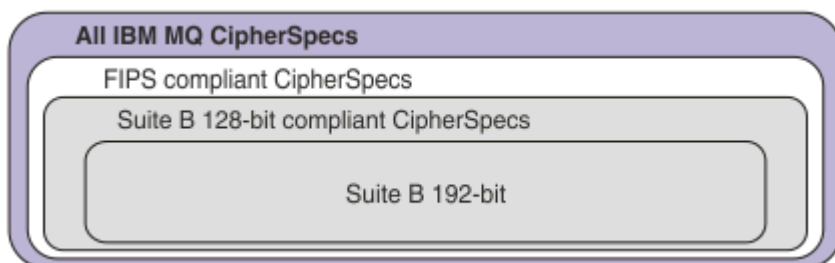 All IBM MQ CipherSpecs
FIPS compliant CipherSpecs
Suite B 128-bit compliant CipherSpecs
Suite B 192-bit